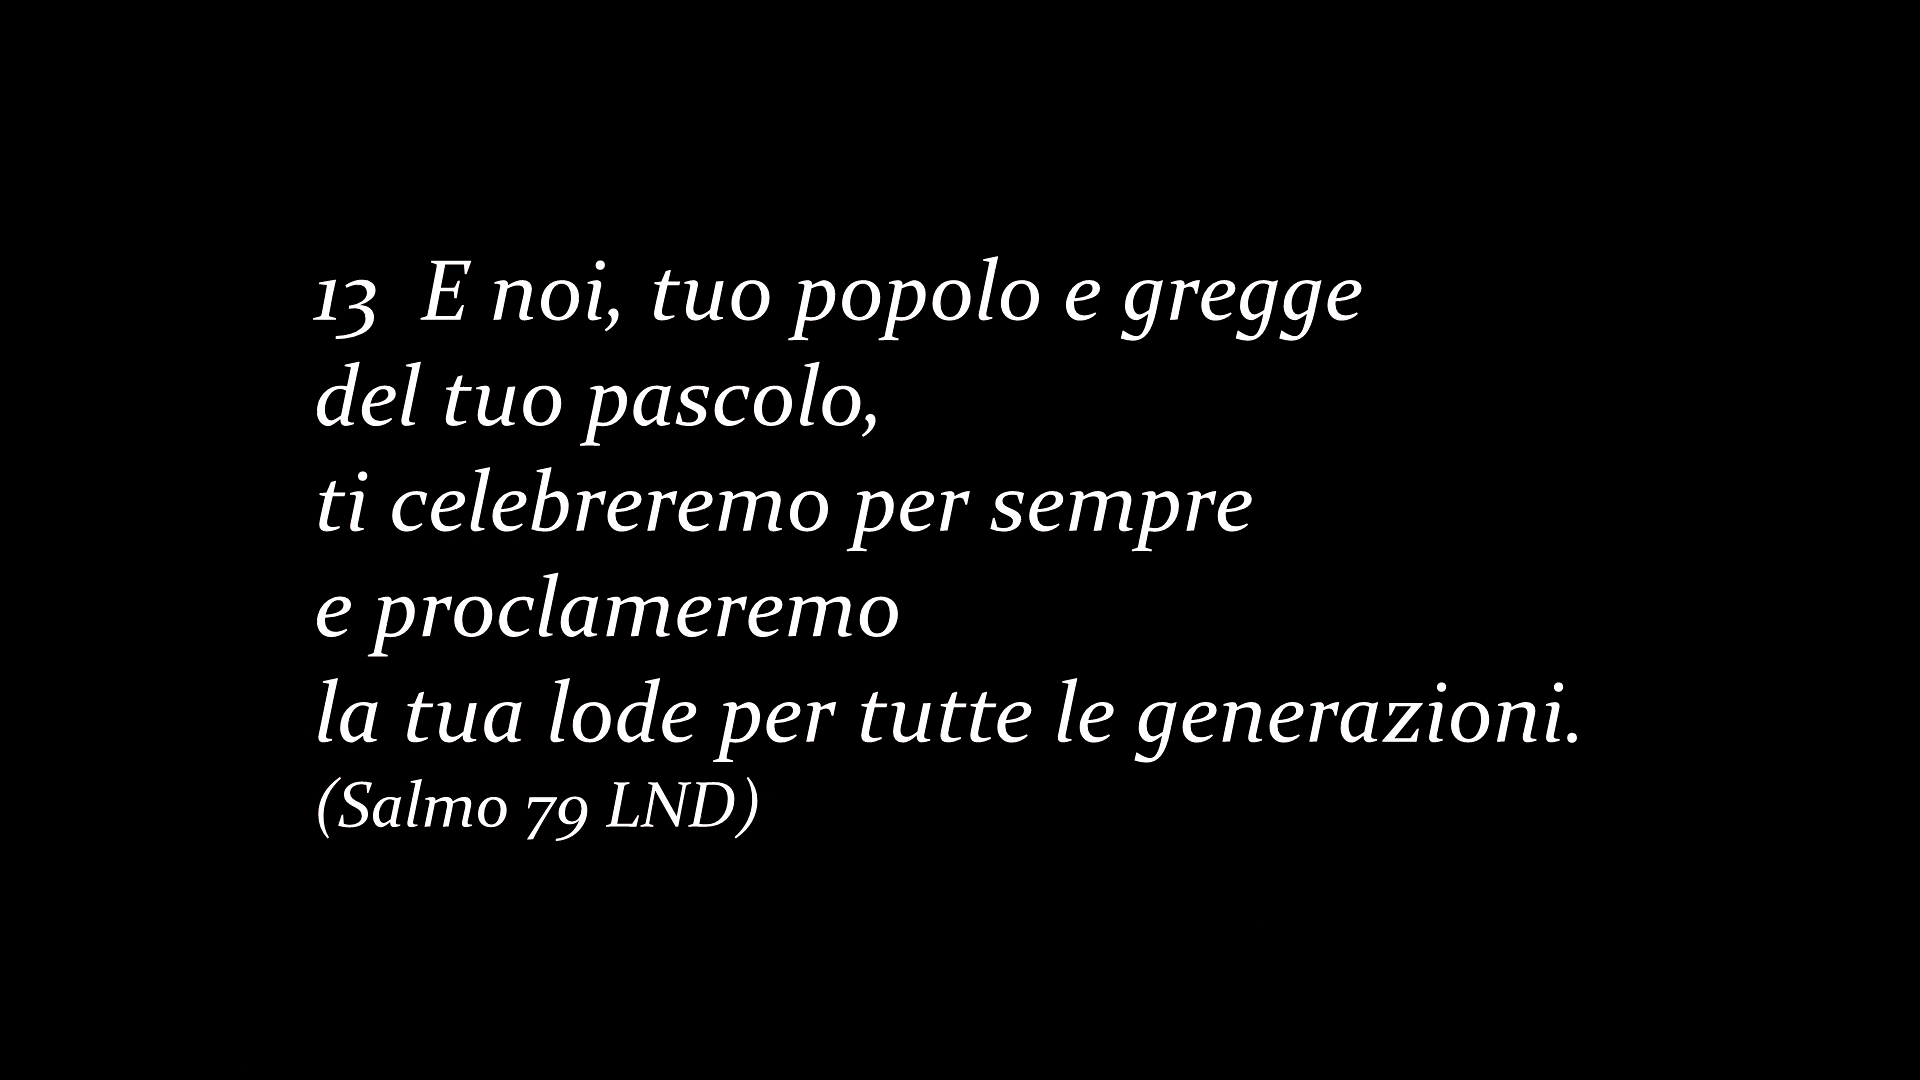 13 E noi, tuo popolo e gregge
del tuo pascolo,
ti celebreremo per sempre
e proclameremo
la tua lode per tutte le generazioni.
(Salmo 79 LND)